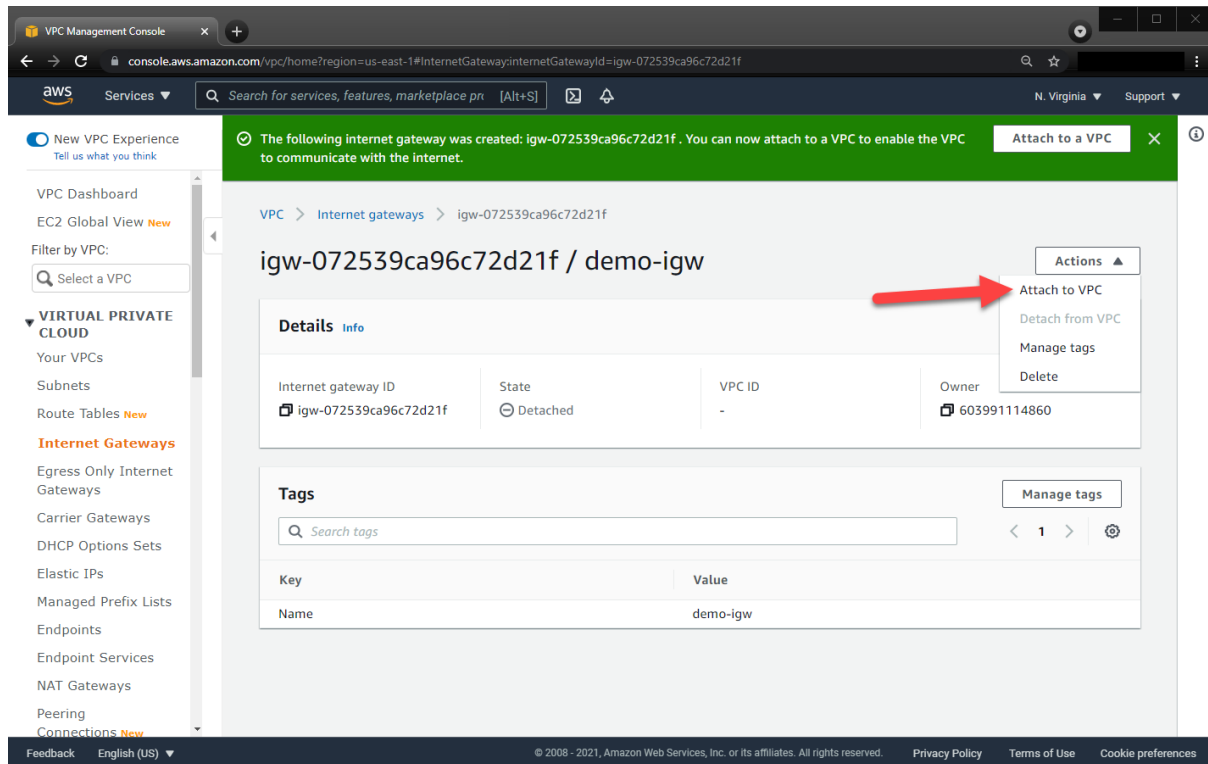 VPC Management Console
console.aws.amazon.com/vpc/home?region=us-east-1#InternetGateway:internetGatewayId=igw-072539ca96c72d21f
aws
Services ▼
Search for services, features, marketplace pro [Alt+S]
N. Virginia ▼
Support ▼
New VPC Experience
Tell us what you think
VPC Dashboard
EC2 Global View New
Filter by VPC:
Select a VPC
VIRTUAL PRIVATE
CLOUD
Your VPCs
Subnets
Route Tables New
Internet Gateways
Egress Only Internet
Gateways
Carrier Gateways
DHCP Options Sets
Elastic IPs
Managed Prefix Lists
Endpoints
Endpoint Services
NAT Gateways
Peering
Connections New
The following internet gateway was created: igw-072539ca96c72d21f . You can now attach to a VPC to enable the VPC
to communicate with the internet.
Attach to a VPC
VPC > Internet gateways > igw-072539ca96c72d21f
igw-072539ca96c72d21f / demo-igw
Actions ▲
Attach to VPC
Detach from VPC
Manage tags
Delete
Details Info
Internet gateway ID
igw-072539ca96c72d21f
State
Detached
VPC ID
-
Owner
603991114860
Tags
Manage tags
Search tags
< 1 >
Key Value
Name demo-igw
Feedback
English (US) ▼
© 2008 - 2021, Amazon Web Services, Inc. or its affiliates. All rights reserved.
Privacy Policy
Terms of Use
Cookie preferences